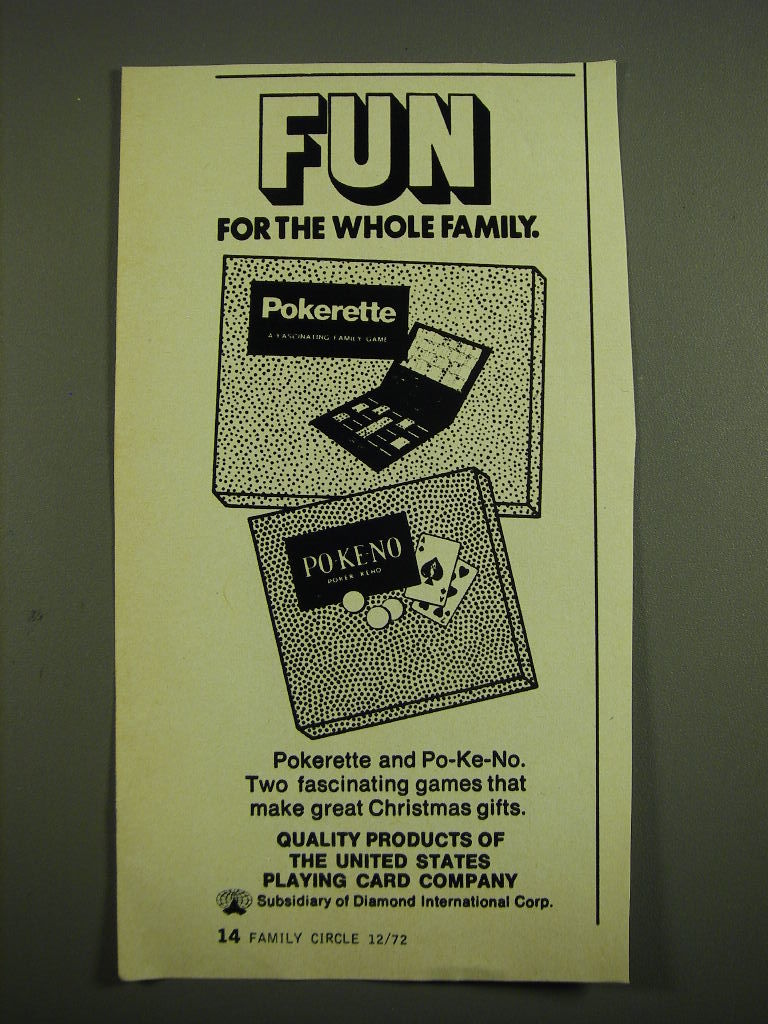 FUN
FOR THE WHOLE FAMILY.
Pokerette
A FASCINATING FAMILY GAME
PO-KE-NO
POKER KENO
Pokerette and Po-Ke-No.
Two fascinating games that
make great Christmas gifts.
QUALITY PRODUCTS OF
THE UNITED STATES
PLAYING CARD COMPANY
Subsidiary of Diamond International Corp.
14 FAMILY CIRCLE 12/72